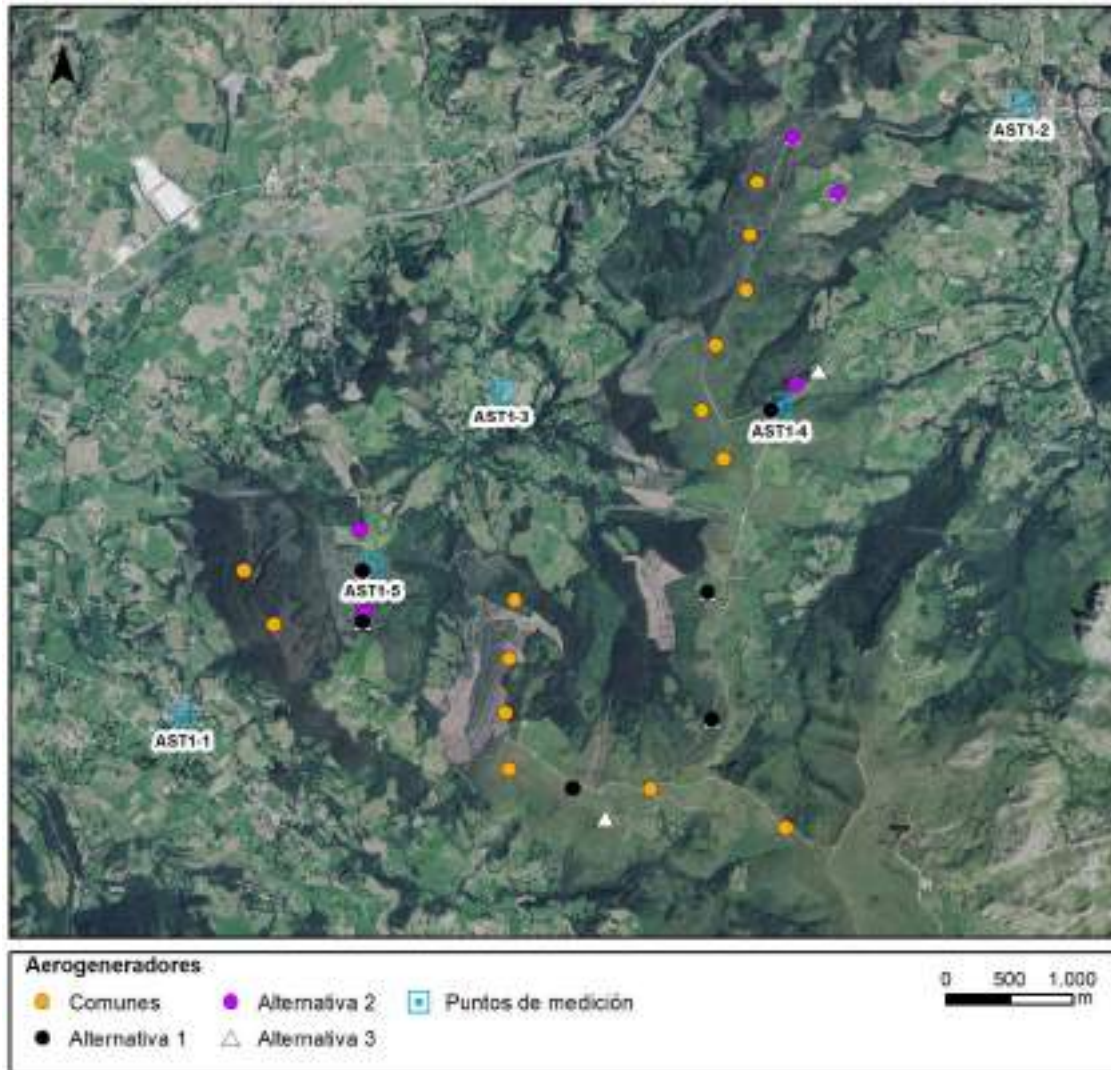 AST1-2
AST1-3
AST1-4
AST1-5
AST1-1
Aerogeneradores
Comunes
Alternativa 2
Puntos de medición
Alternativa 1
Alternativa 3
0 500 1.000
m